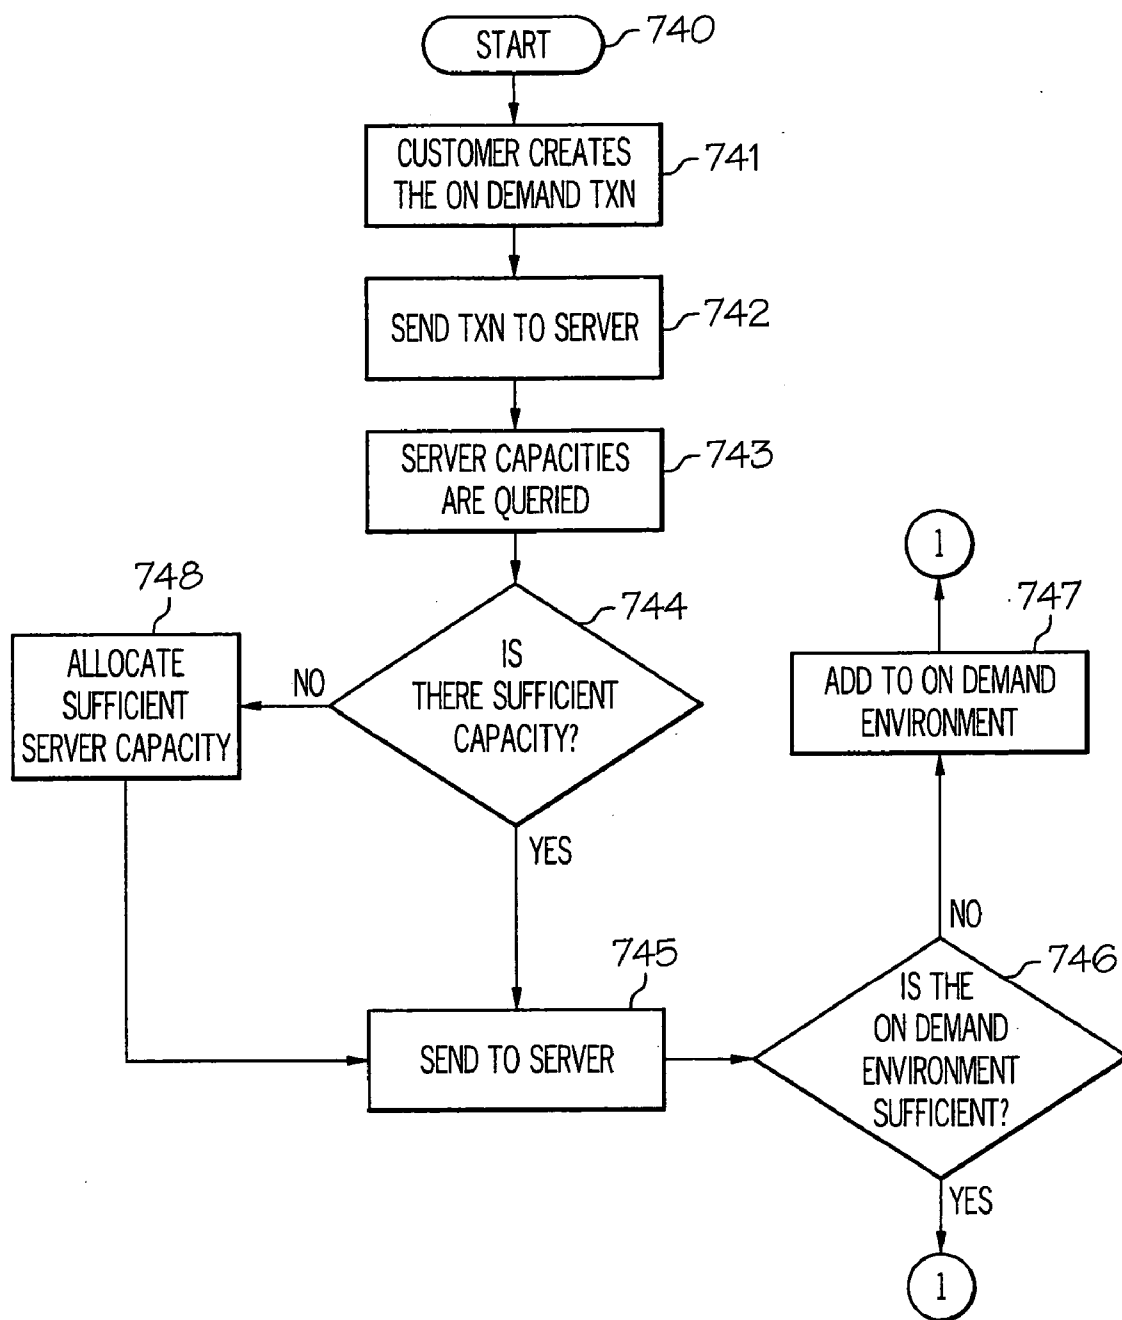 START
740
CUSTOMER CREATES
THE ON DEMAND TXN
741
SEND TXN TO SERVER
742
SERVER CAPACITIES
ARE QUERIED
743
748
ALLOCATE
SUFFICIENT
SERVER CAPACITY
NO
IS
THERE SUFFICIENT
CAPACITY?
744
YES
745
SEND TO SERVER
1
747
ADD TO ON DEMAND
ENVIRONMENT
NO
746
IS THE
ON DEMAND
ENVIRONMENT
SUFFICIENT?
YES
1